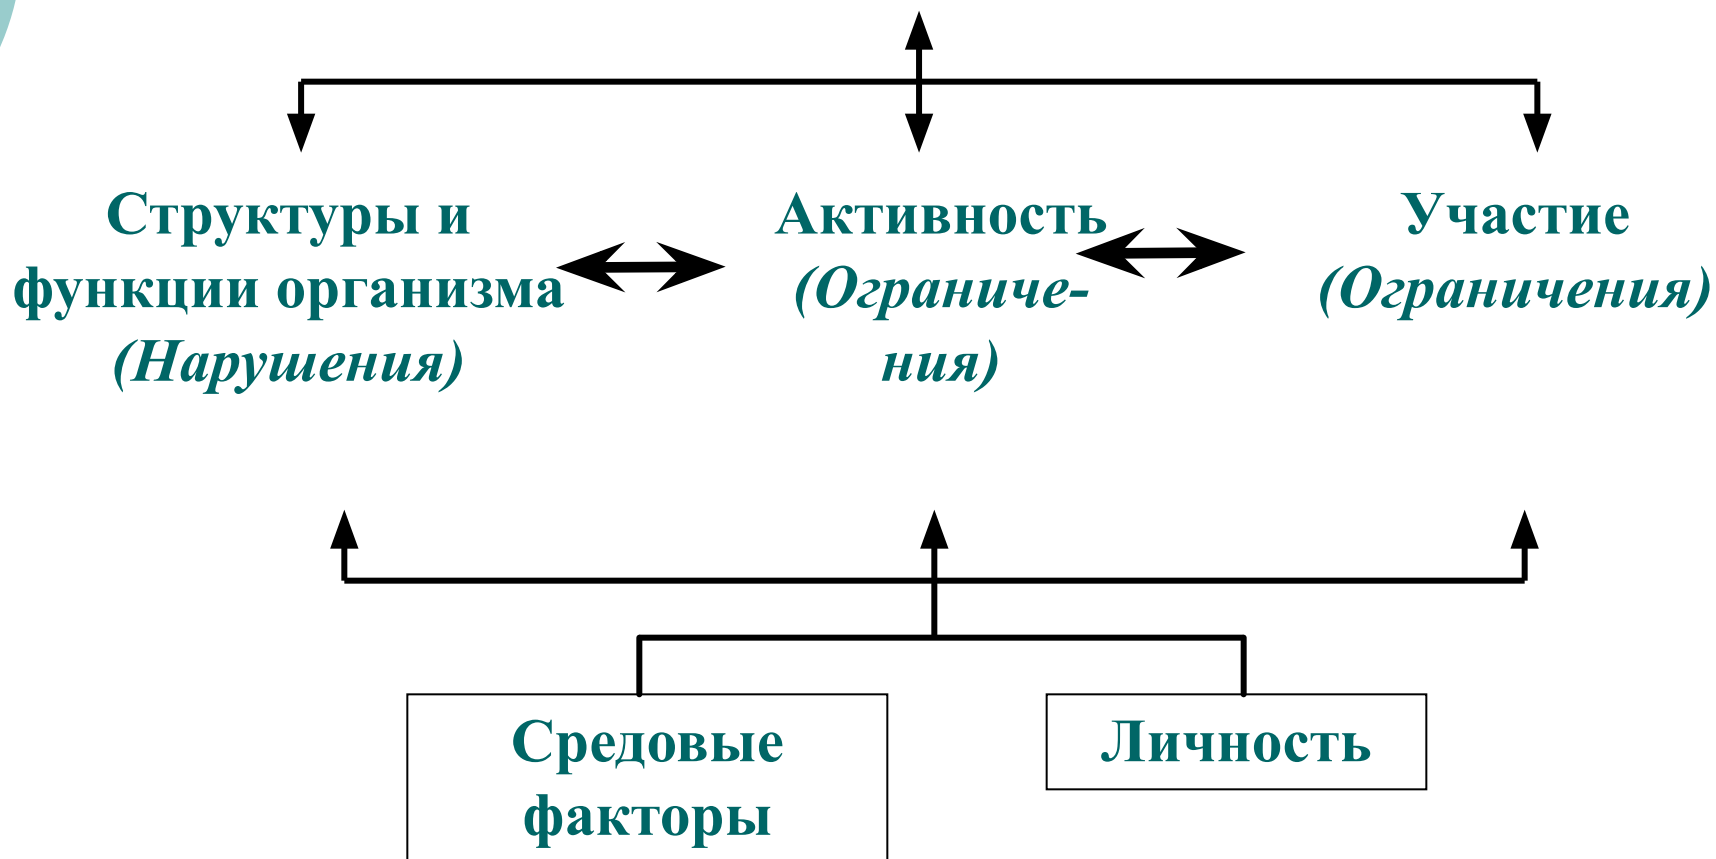 Структуры и
функции организма
(Нарушения)
Активность
(Ограниче-
ния)
Участие
(Ограничения)
Средовые
факторы
Личность